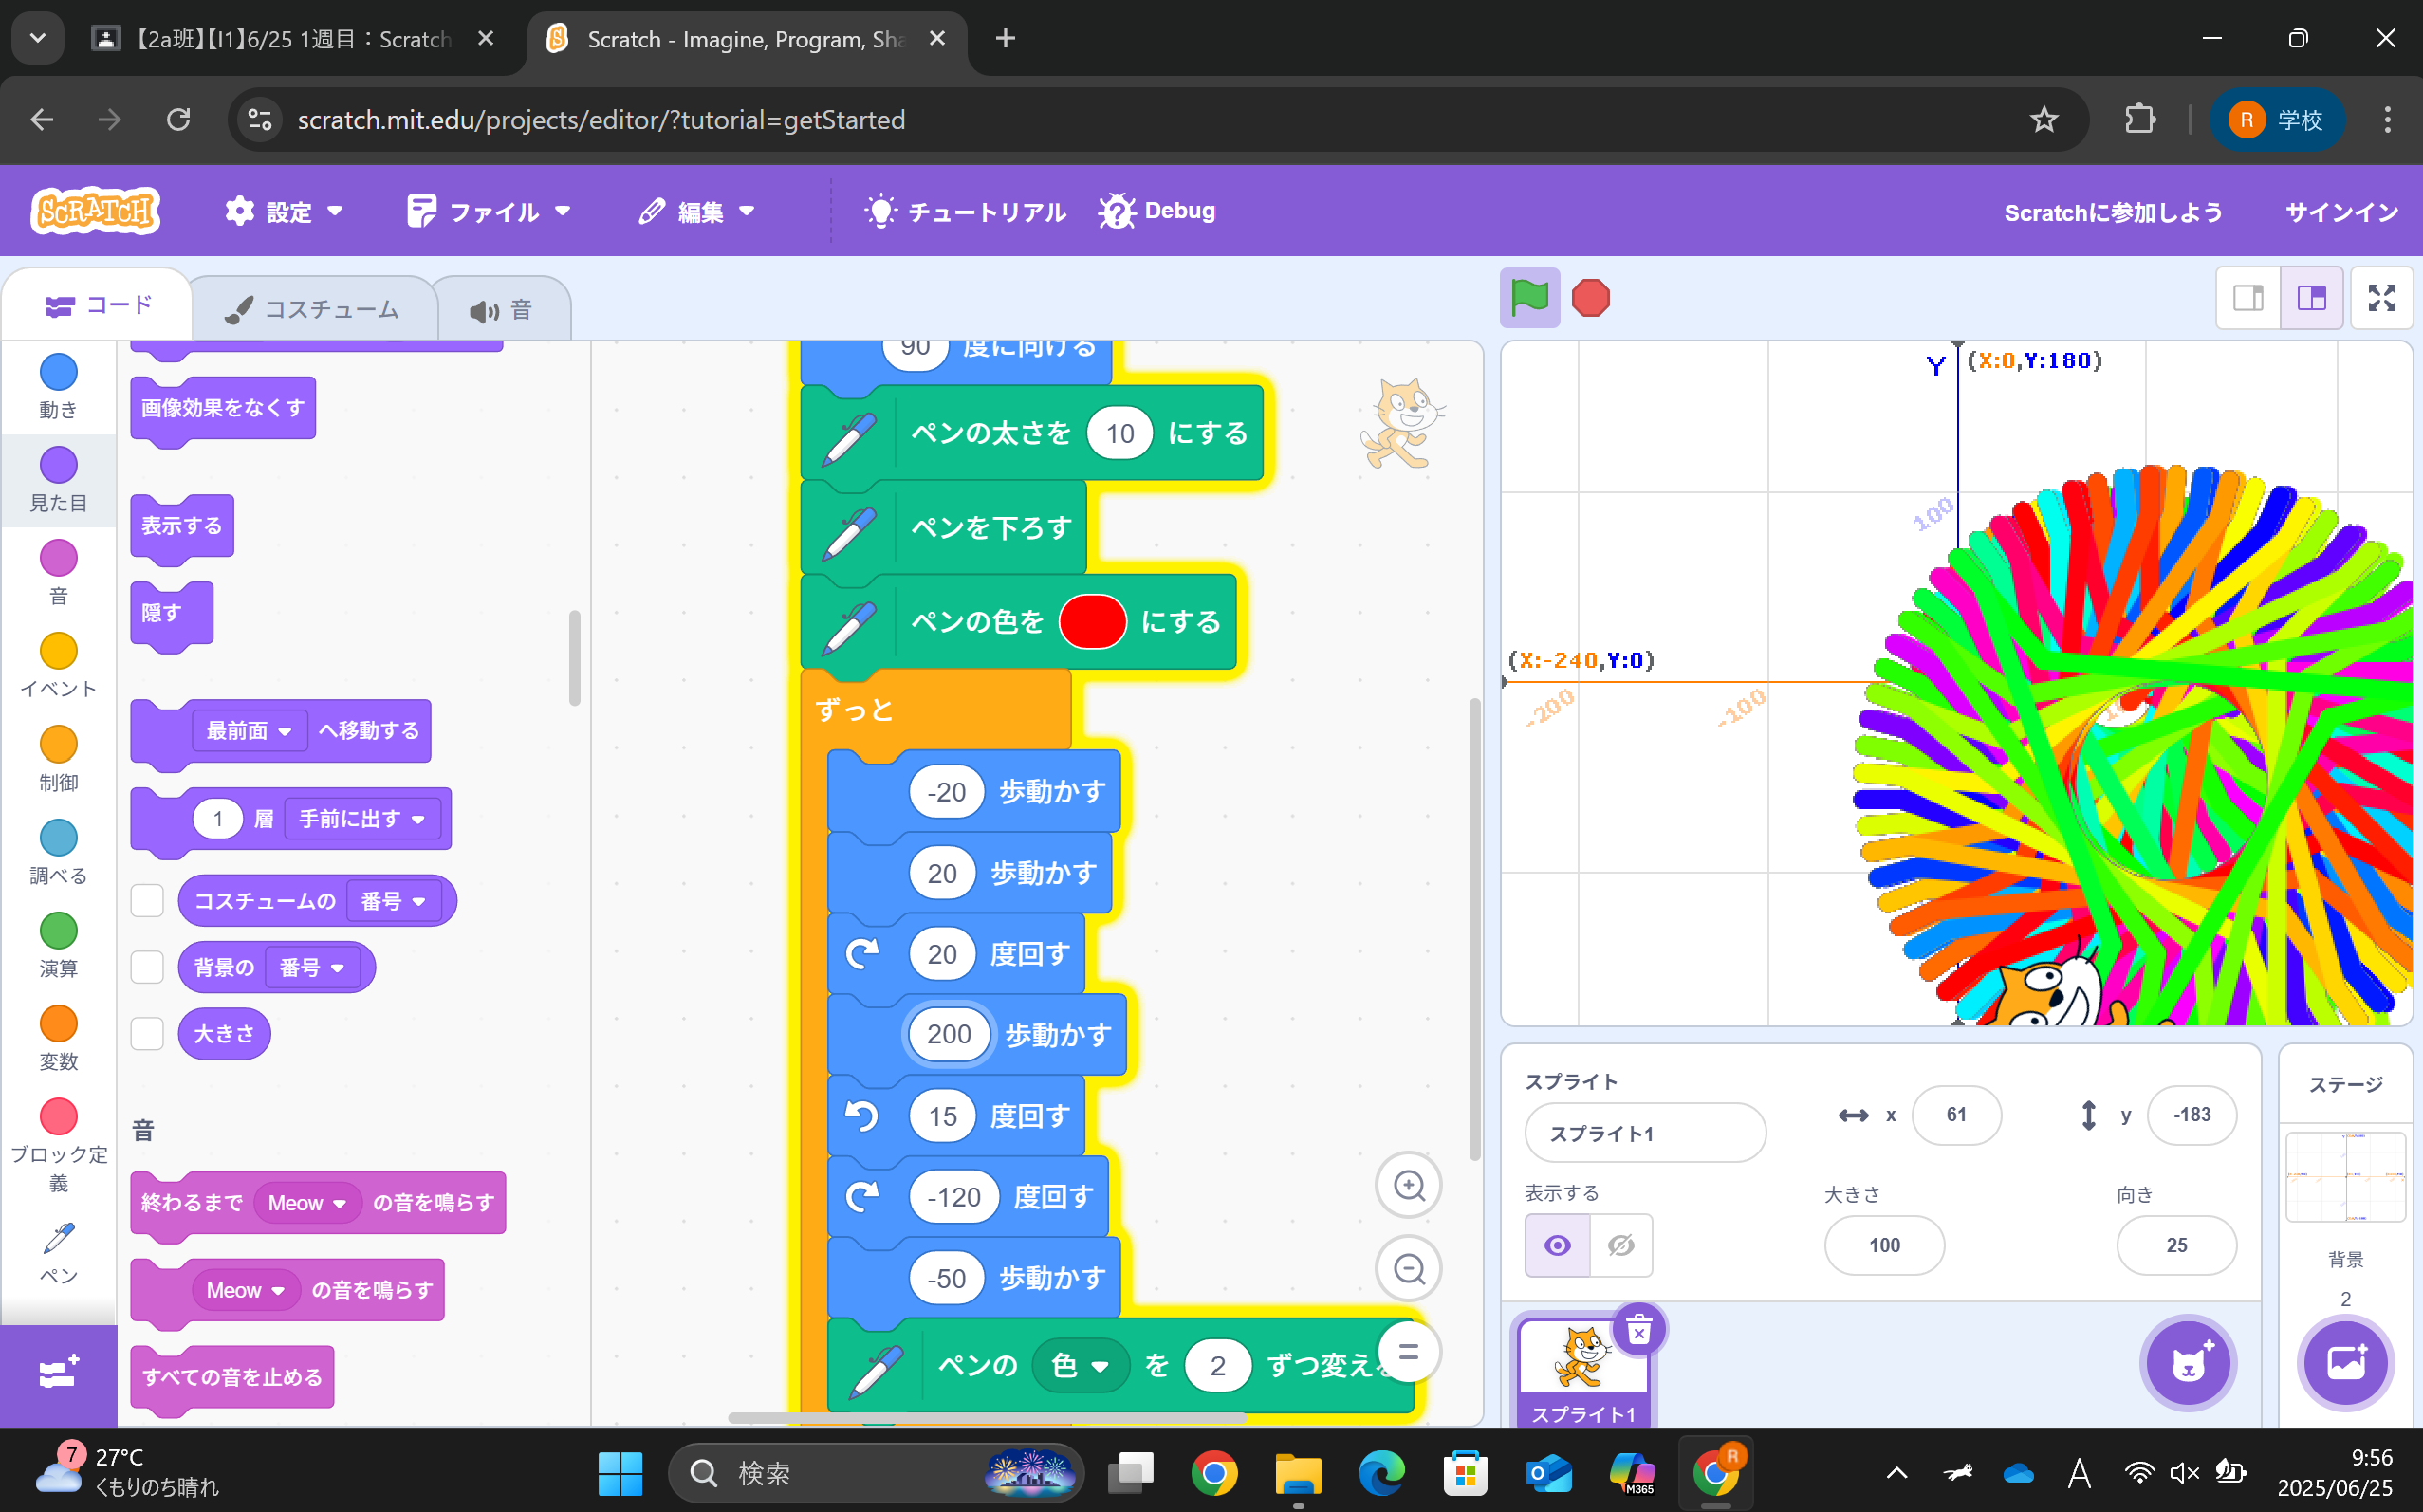 【2a班】【I1】6/25 1週目：Scratch
Scratch - Imagine, Program, Sha
scratch.mit.edu/projects/editor/?tutorial=getStarted
R 学校
SCRATCH
設定
ファイル
編集
チュートリアル
Debug
Scratchに参加しよう
サインイン
コード
コスチューム
音
動き
見た目
音
イベント
制御
調べる
演算
変数
ブロック定
義
ペン
画像効果をなくす
表示する
隠す
最前面 へ移動する
1 層 手前に出す
コスチュームの 番号
背景の 番号
大きさ
音
終わるまで Meow の音を鳴らす
Meow の音を鳴らす
すべての音を止める
90 度に向ける
ペンの太さを 10 にする
ペンを下ろす
ペンの色を にする
ずっと
-20 歩動かす
20 歩動かす
20 度回す
200 歩動かす
15 度回す
-120 度回す
-50 歩動かす
ペンの 色 を 2 ずつ変える
Y (X:0,Y:180)
100
(X:-240,Y:0)
-200
-100
スプライト
スプライト1
x 61
y -183
表示する
大きさ
100
向き
25
スプライト1
ステージ
背景
2
7
27°C
くもりのち晴れ
検索
M365
R
A
9:56
2025/06/25